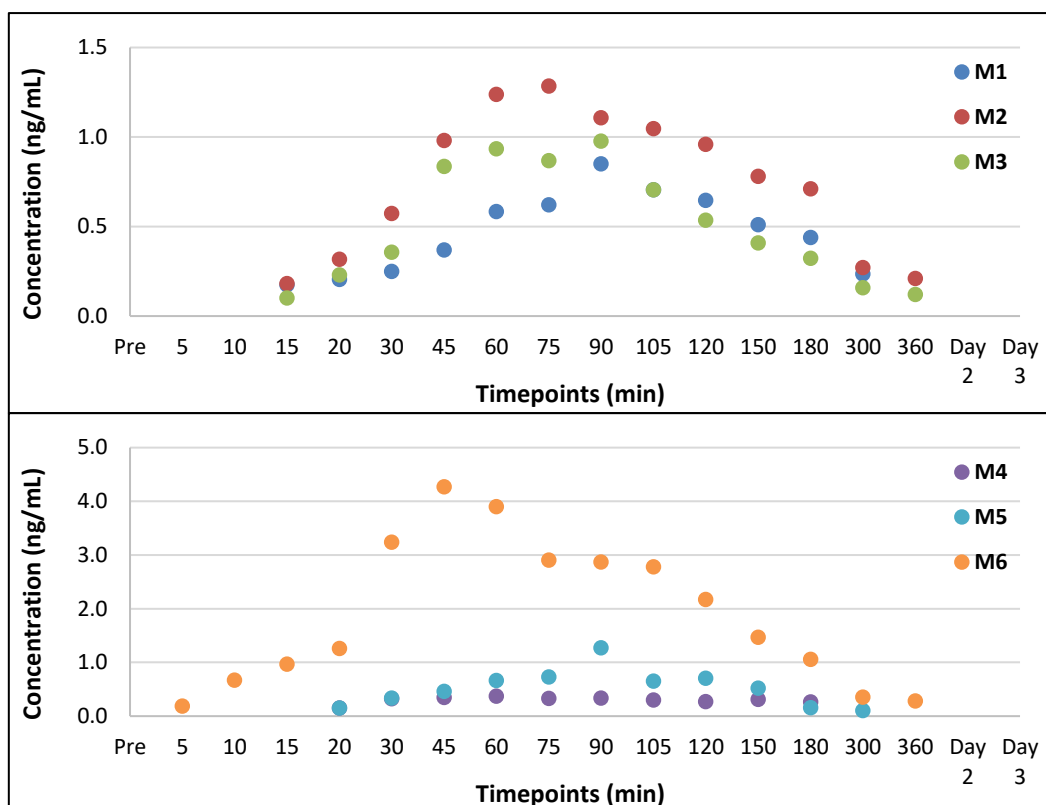 Concentration (ng/mL)
1.5
1.0
0.5
0.0
M1
M2
M3
Pre 5 10 15 20 30 45 60 75 90 105 120 150 180 300 360 Day Day
2 3
Timepoints (min)
Concentration (ng/mL)
5.0
4.0
3.0
2.0
1.0
0.0
M4
M5
M6
Pre 5 10 15 20 30 45 60 75 90 105 120 150 180 300 360 Day Day
2 3
Timepoints (min)